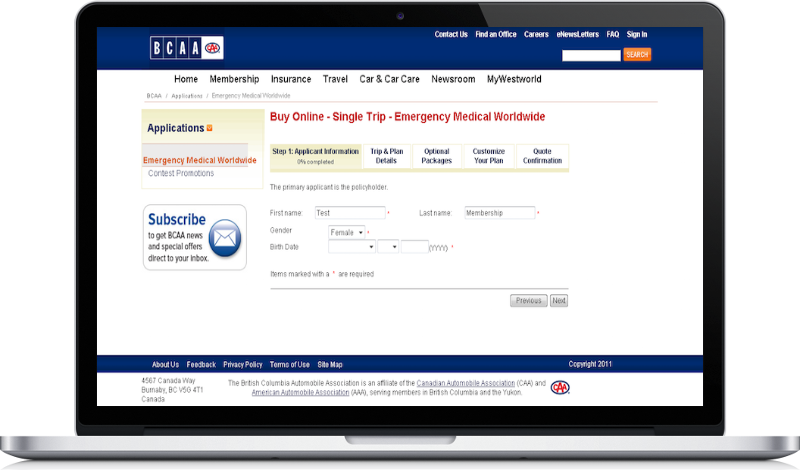 BCAA CAA
Contact Us Find an Office Careers eNewsLetters FAQ Sign In
SEARCH
Home Membership Insurance Travel Car & Car Care Newsroom MyWestworld
BCAA / Applications / Emergency Medical Worldwide
Applications
Emergency Medical Worldwide
Contest Promotions
Subscribe
to get BCAA news
and special offers
direct to your inbox.
Buy Online - Single Trip - Emergency Medical Worldwide
Step 1: Applicant Information
0% completed
Trip & Plan
Details
Optional
Packages
Customize
Your Plan
Quote
Confirmation
The primary applicant is the policyholder.
First name: Test * Last name: Membership *
Gender Female *
Birth Date (YYYY) *
Items marked with a * are required
Previous Next
About Us Feedback Privacy Policy Terms of Use Site Map Copyright 2011
4567 Canada Way
Burnaby, BC V5G 4T1
Canada
The British Columbia Automobile Association is an affiliate of the Canadian Automobile Association (CAA) and
American Automobile Association (AAA), serving members in British Columbia and the Yukon.
CAA